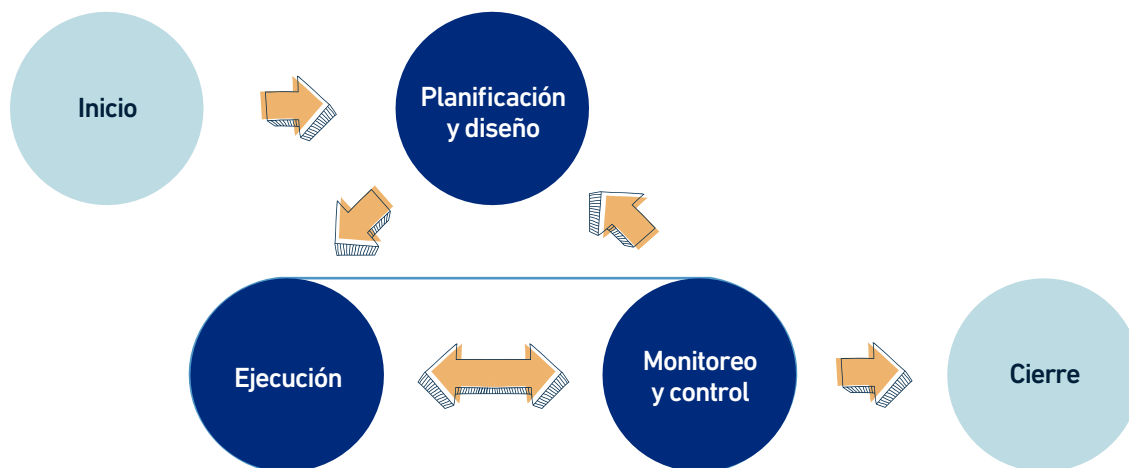 Inicio
Planificación
y diseño
Ejecución
Monitoreo
y control
Cierre